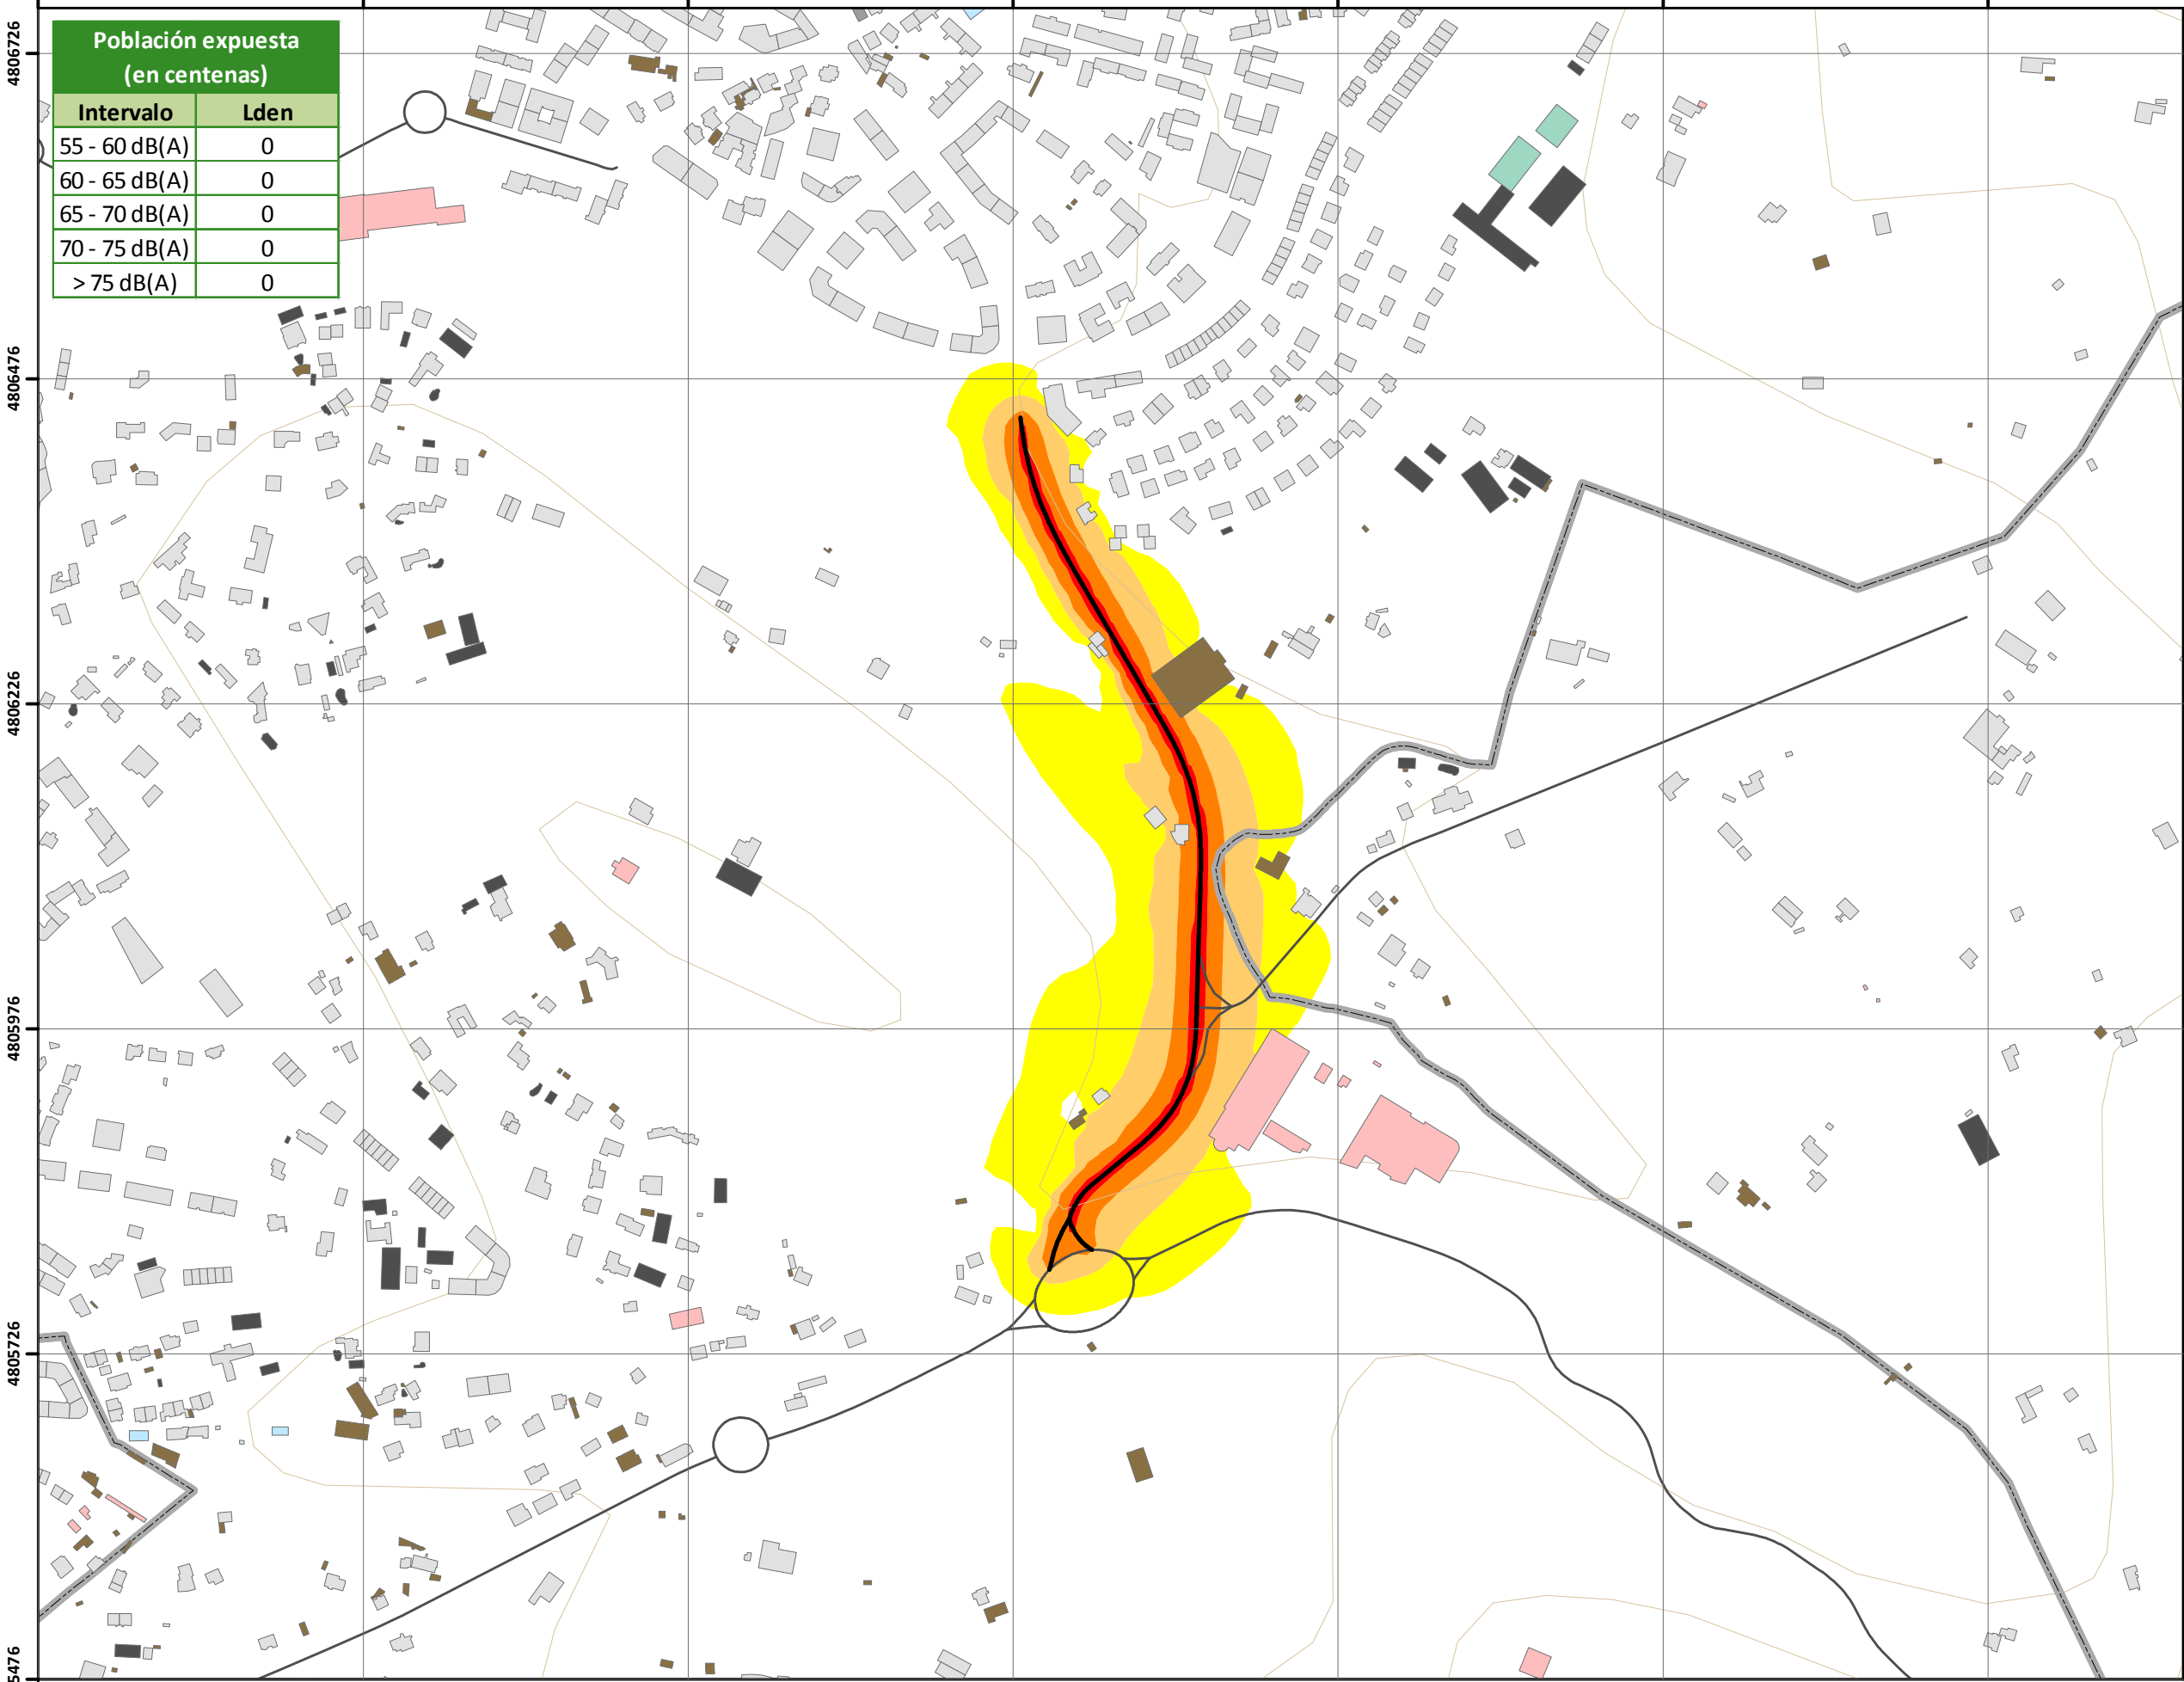 Población expuesta
(en centenas)
Intervalo Lden
55 - 60 dB(A) 0
60 - 65 dB(A) 0
65 - 70 dB(A) 0
70 - 75 dB(A) 0
> 75 dB(A) 0
4806726
4806476
4806226
4805976
4805726
5476